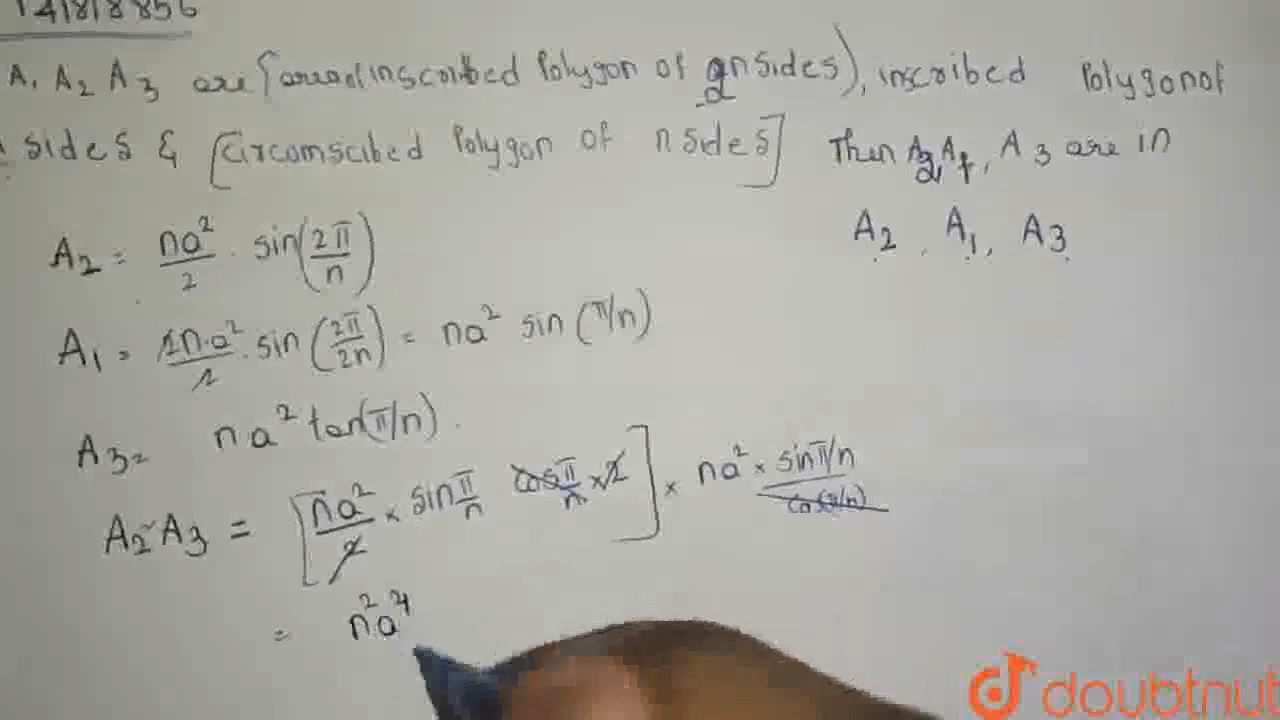 141818856
A, A2 A3 are (area of inscribed Polygon of 2n sides), inscribed Polygon of
n sides & [Circomscibed Polygon of n sides] Then A2, A1, A3 are in
A2 , A1, A3
A2 = na²/2 · sin(2π/n)
A1 = 2n·a²/2 · sin(2π/2n) = na² sin(π/n)
A3= na² tan(π/n).
A2 A3 = [na²/2 × sin π/n cos π/n × 2] × na² × sin π/n / cos(π/n)
= n²a⁴
doubtnut